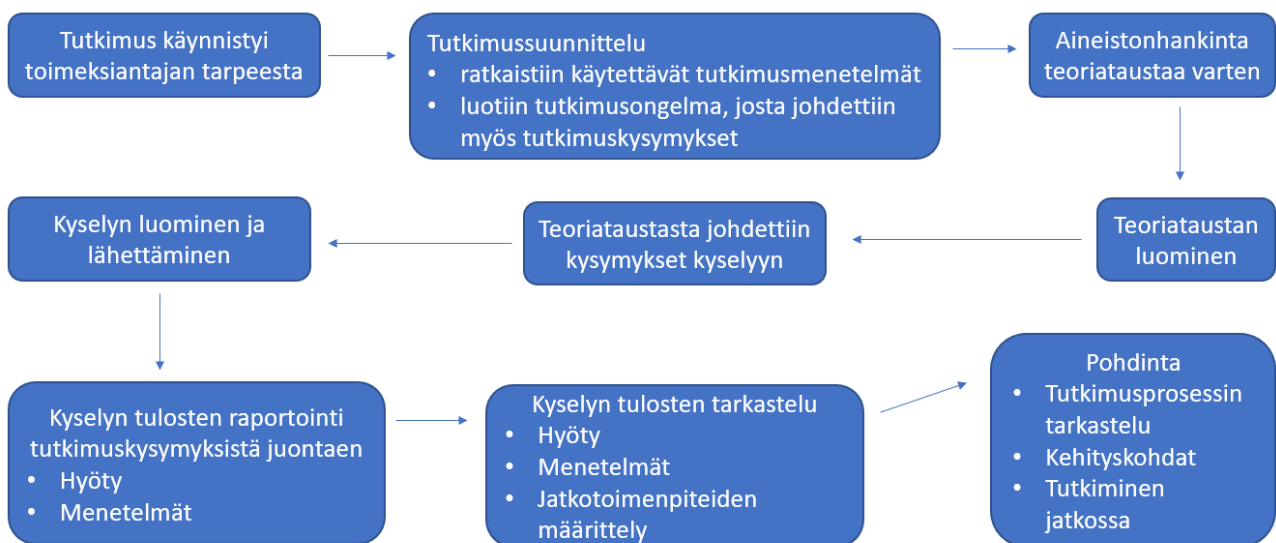 Tutkimus käynnistyi
toimeksiantajan tarpeesta
Tutkimussuunnittelu
• ratkaistiin käytettävät tutkimusmenetelmät
• luotiin tutkimusongelma, josta johdettiin
myös tutkimuskysymykset
Aineistonhankinta
teoriataustaa varten
Teoriataustan
luominen
Teoriataustasta johdettiin
kysymykset kyselyyn
Kyselyn luominen ja
lähettäminen
Kyselyn tulosten raportointi
tutkimuskysymyksistä juontaen
• Hyöty
• Menetelmät
Kyselyn tulosten tarkastelu
• Hyöty
• Menetelmät
• Jatkotoimenpiteiden
määrittely
Pohdinta
• Tutkimusprosessin
tarkastelu
• Kehityskohdat
• Tutkiminen
jatkossa